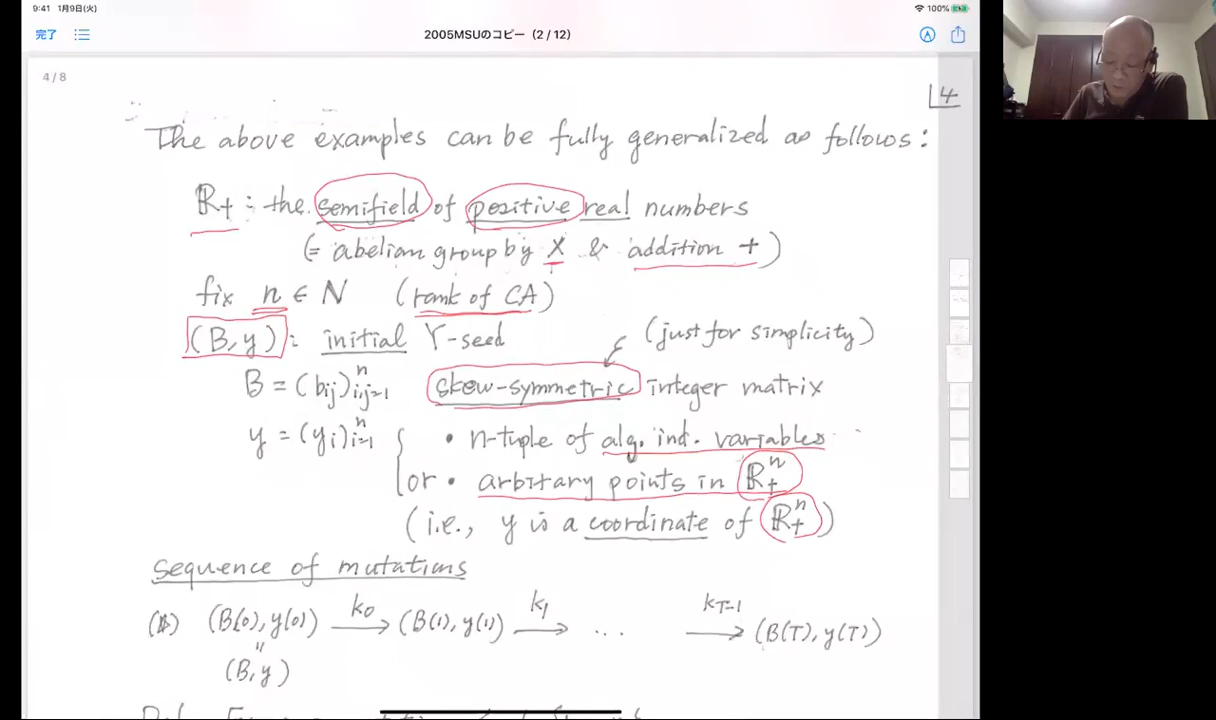 9:41 1月9日(火)
100%
完了
2005MSUのコピー (2 / 12)
4 / 8
4
The above examples can be fully generalized as follows:
ℝ₊ : the semifield of positive real numbers
(= abelian group by × & addition +)
fix n ∈ N (rank of CA)
(B, y) : initial Y-seed (just for simplicity)
B = (bij)ⁿi,j=1 skew-symmetric integer matrix
y = (yi)ⁿi=1 { • n-tuple of alg. ind. variables
or • arbitrary points in ℝ₊ⁿ
(i.e., y is a coordinate of ℝ₊ⁿ)
sequence of mutations
(B(0), y(0)) k0→ (B(1), y(1)) k1→ ... kT-1→ (B(T), y(T))
"
(B, y)